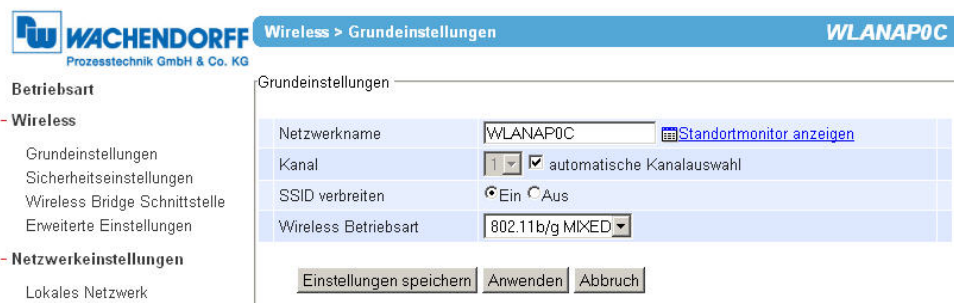 WACHENDORFF
Prozesstechnik GmbH & Co. KG
Wireless > Grundeinstellungen
WLANAP0C
Betriebsart
- Wireless
Grundeinstellungen
Sicherheitseinstellungen
Wireless Bridge Schnittstelle
Erweiterte Einstellungen
- Netzwerkeinstellungen
Lokales Netzwerk
Grundeinstellungen
Netzwerkname WLANAP0C Standortmonitor anzeigen
Kanal 1 automatische Kanalauswahl
SSID verbreiten Ein Aus
Wireless Betriebsart 802.11b/g MIXED
Einstellungen speichern Anwenden Abbruch